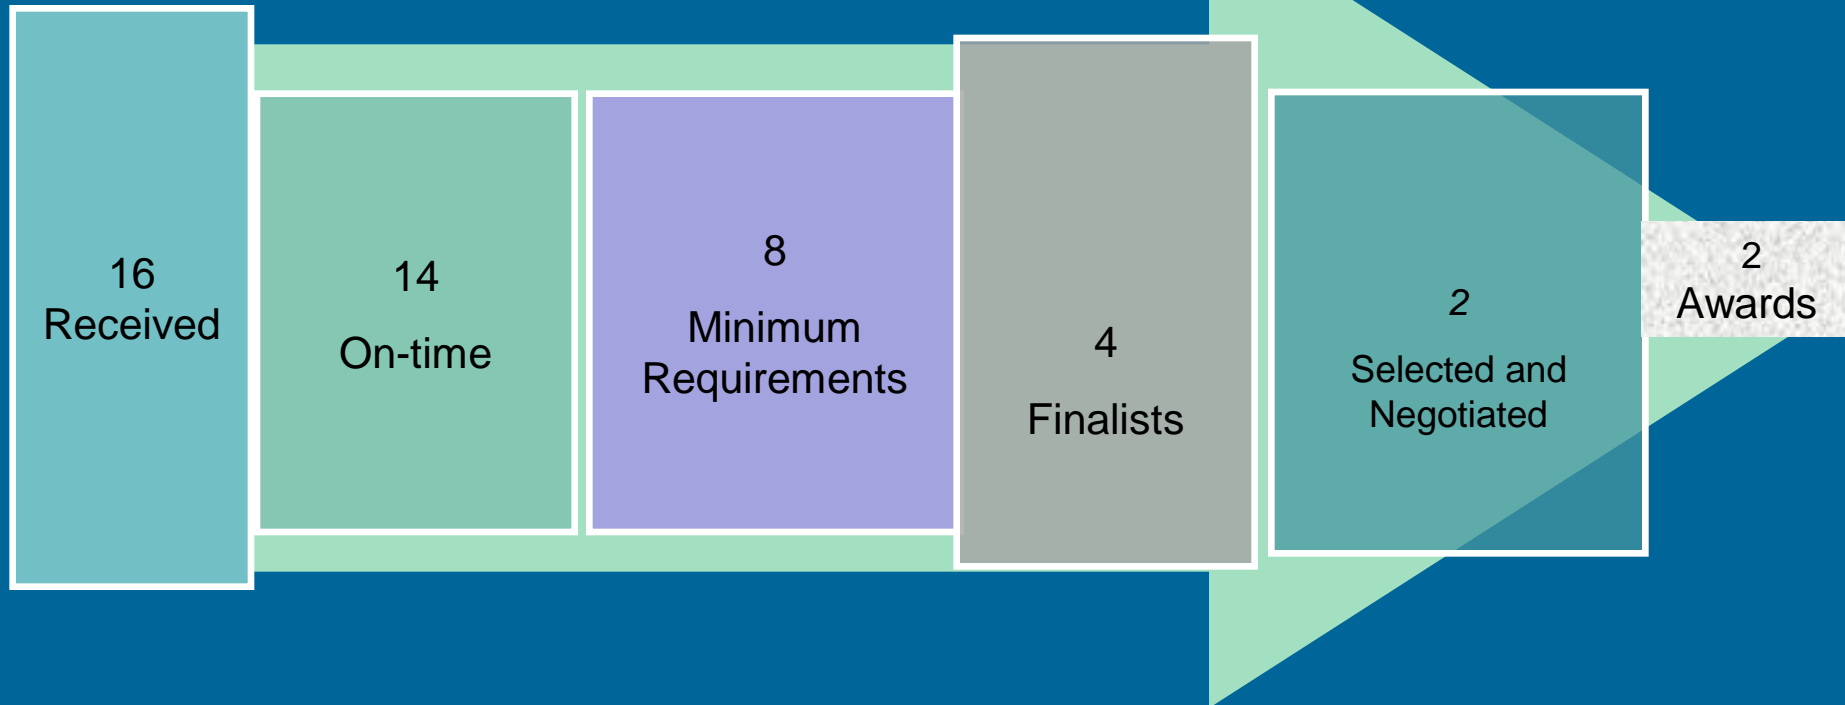 16
Received
14
On-time
8
Minimum
Requirements
4
Finalists
2
Selected and
Negotiated
2
Awards